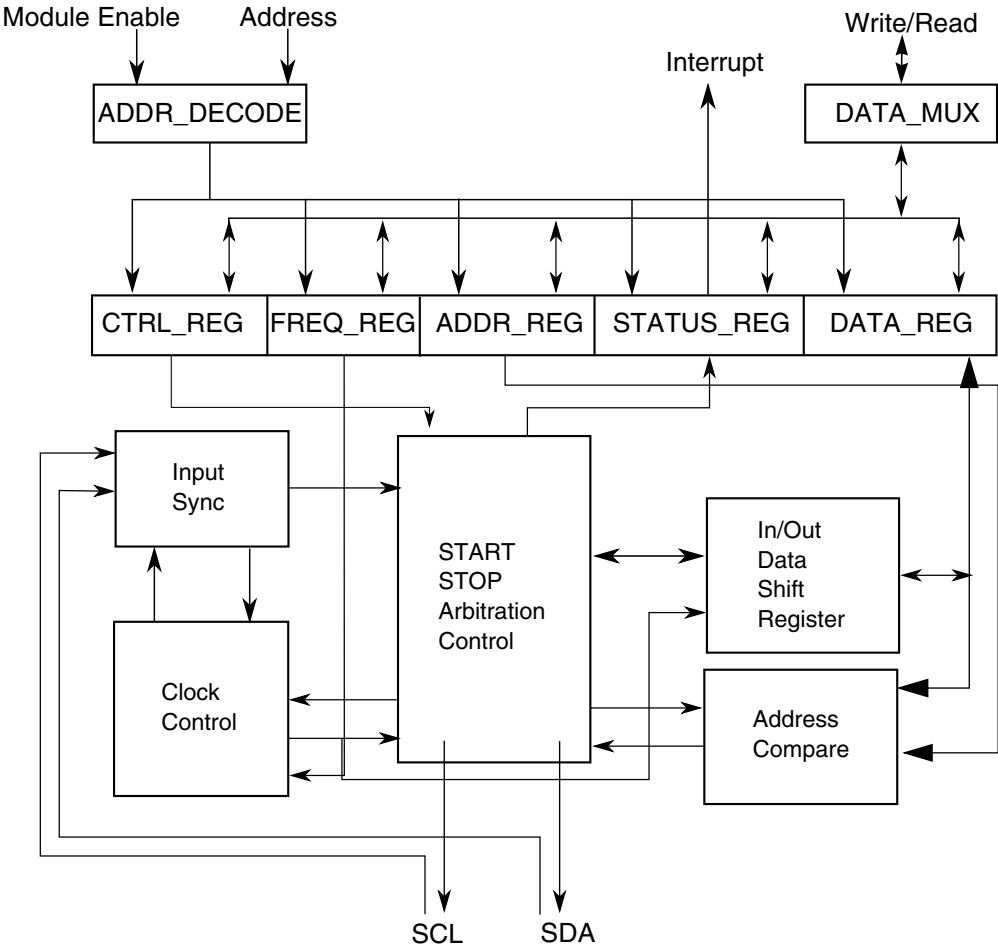 Module Enable
Address
Write/Read
Interrupt
ADDR_DECODE
DATA_MUX
CTRL_REG
FREQ_REG
ADDR_REG
STATUS_REG
DATA_REG
Input
Sync
START
STOP
Arbitration
Control
In/Out
Data
Shift
Register
Clock
Control
Address
Compare
SCL
SDA